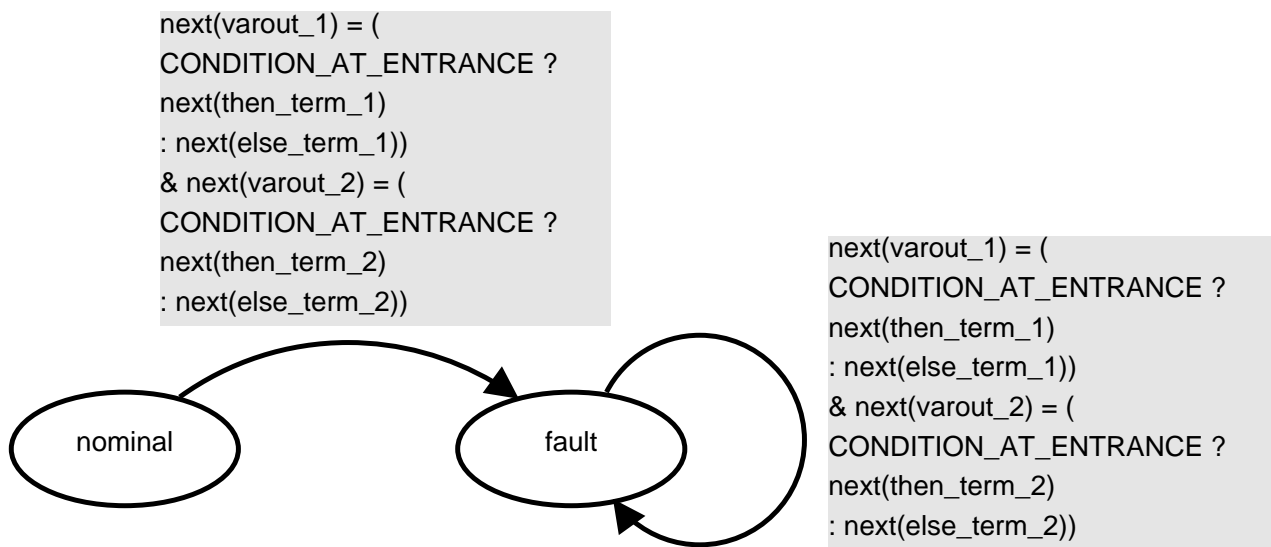 next(varout_1) = (
CONDITION_AT_ENTRANCE ?
next(then_term_1)
: next(else_term_1))
& next(varout_2) = (
CONDITION_AT_ENTRANCE ?
next(then_term_2)
: next(else_term_2))
nominal
fault
next(varout_1) = (
CONDITION_AT_ENTRANCE ?
next(then_term_1)
: next(else_term_1))
& next(varout_2) = (
CONDITION_AT_ENTRANCE ?
next(then_term_2)
: next(else_term_2))